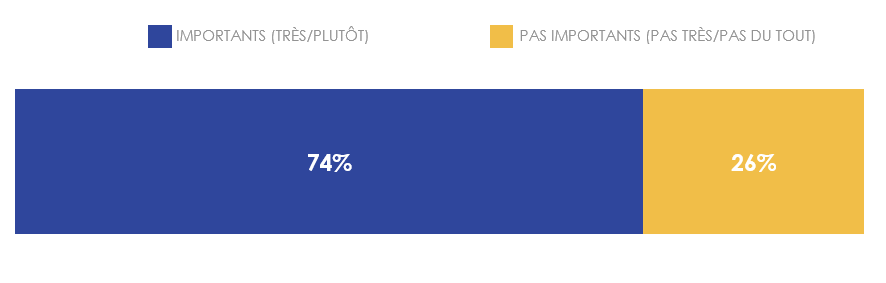 IMPORTANTS (TRÈS/PLUTÔT)
PAS IMPORTANTS (PAS TRÈS/PAS DU TOUT)
74%
26%